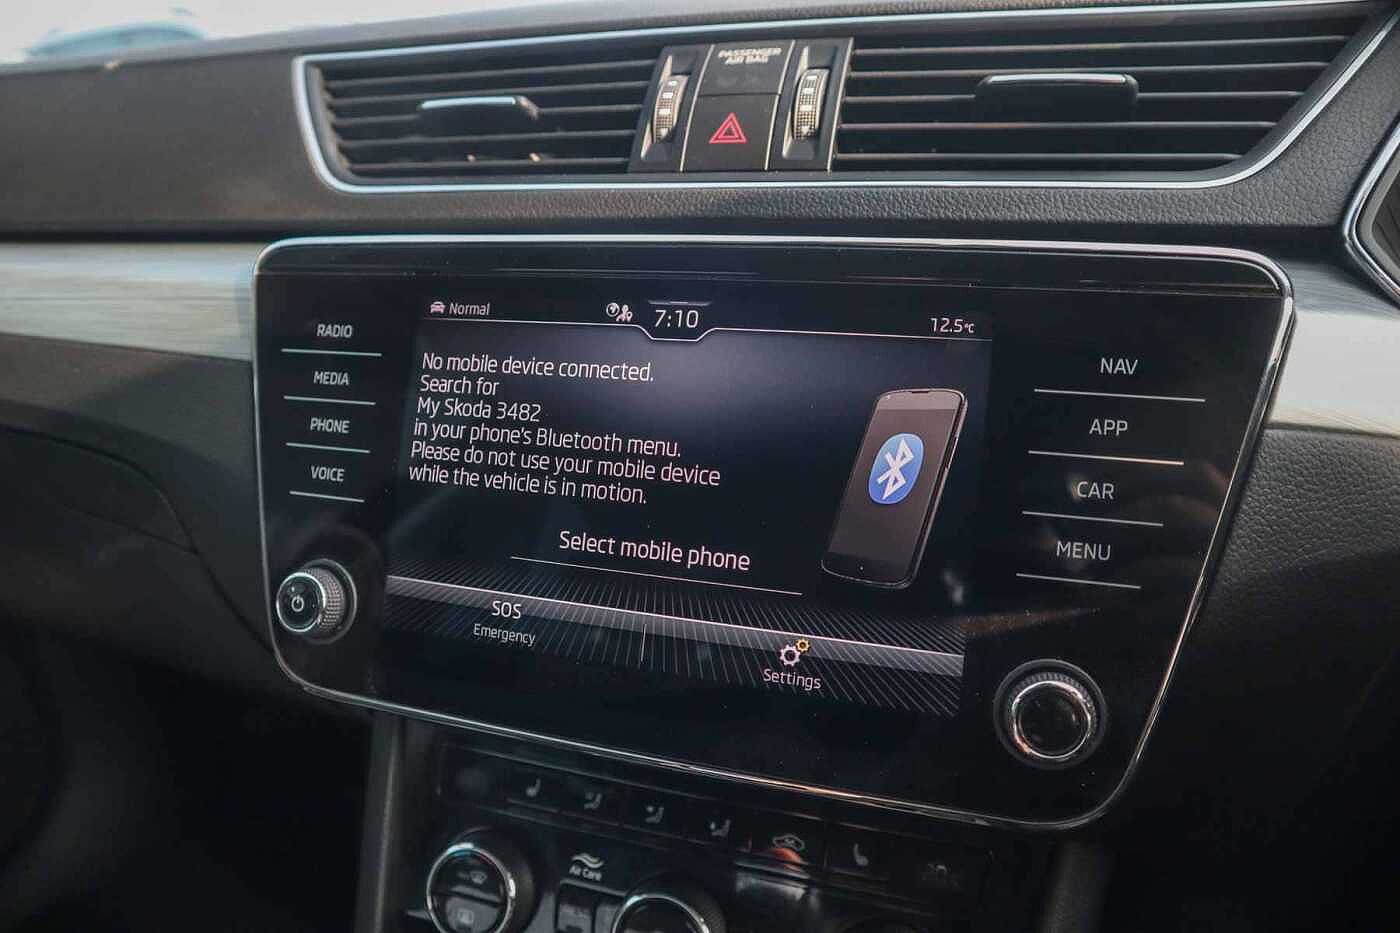 PASSENGER
AIR BAG
RADIO
MEDIA
PHONE
VOICE
Normal
7:10
12.5°C
No mobile device connected.
Search for
My Skoda 3482
in your phone's Bluetooth menu.
Please do not use your mobile device
while the vehicle is in motion.
Select mobile phone
SOS
Emergency
Settings
NAV
APP
CAR
MENU
Air Care